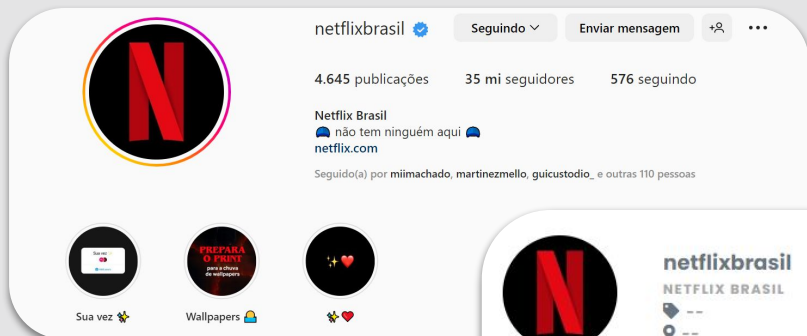 netflixbrasil Seguindo Enviar mensagem
4.645 publicações 35 mi seguidores 576 seguindo
Netflix Brasil
🧢 não tem ninguém aqui 🧢
netflix.com
Seguido(a) por miimachado, martinezmello, guicustodio_ e outras 110 pessoas
Sua vez
PREPARA
O PRINT
para a chuva
de wallpapers
Sua vez ✨
Wallpapers
✨❤️
netflixbrasil
NETFLIX BRASIL
--
--